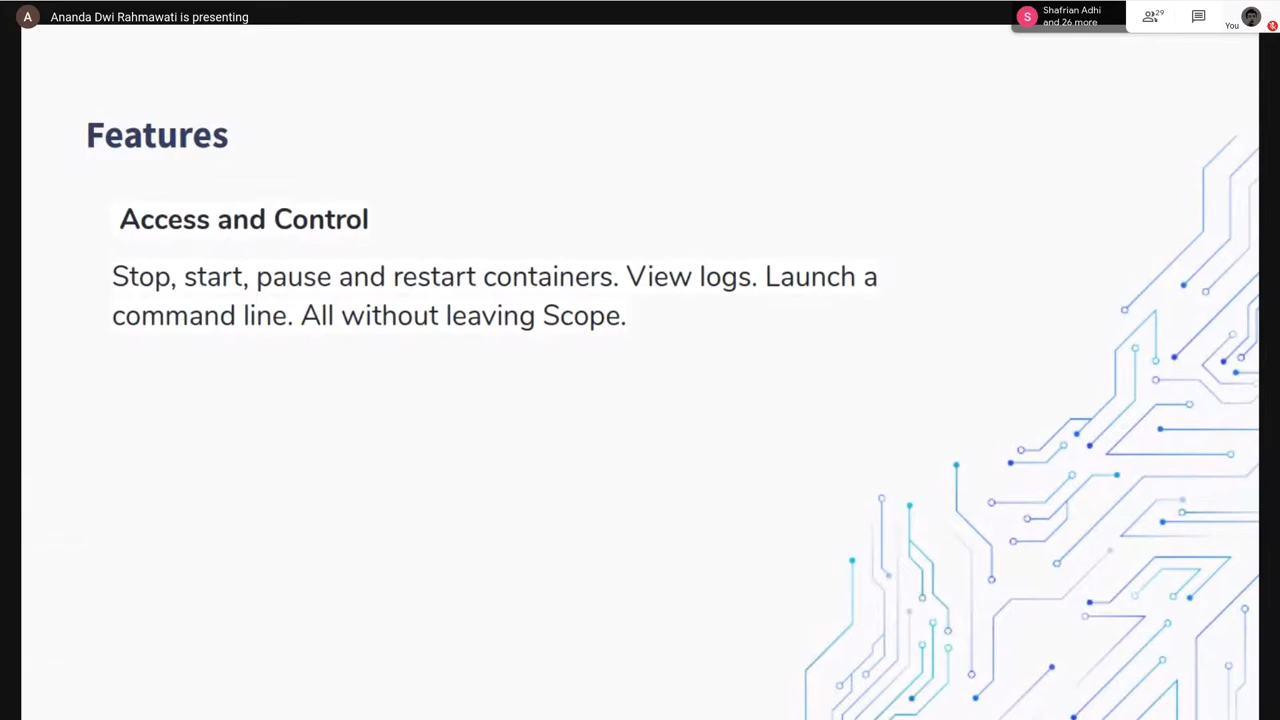 A Ananda Dwi Rahmawati is presenting
S Shafrian Adhi
and 26 more
29
You
Features
Access and Control
Stop, start, pause and restart containers. View logs. Launch a
command line. All without leaving Scope.